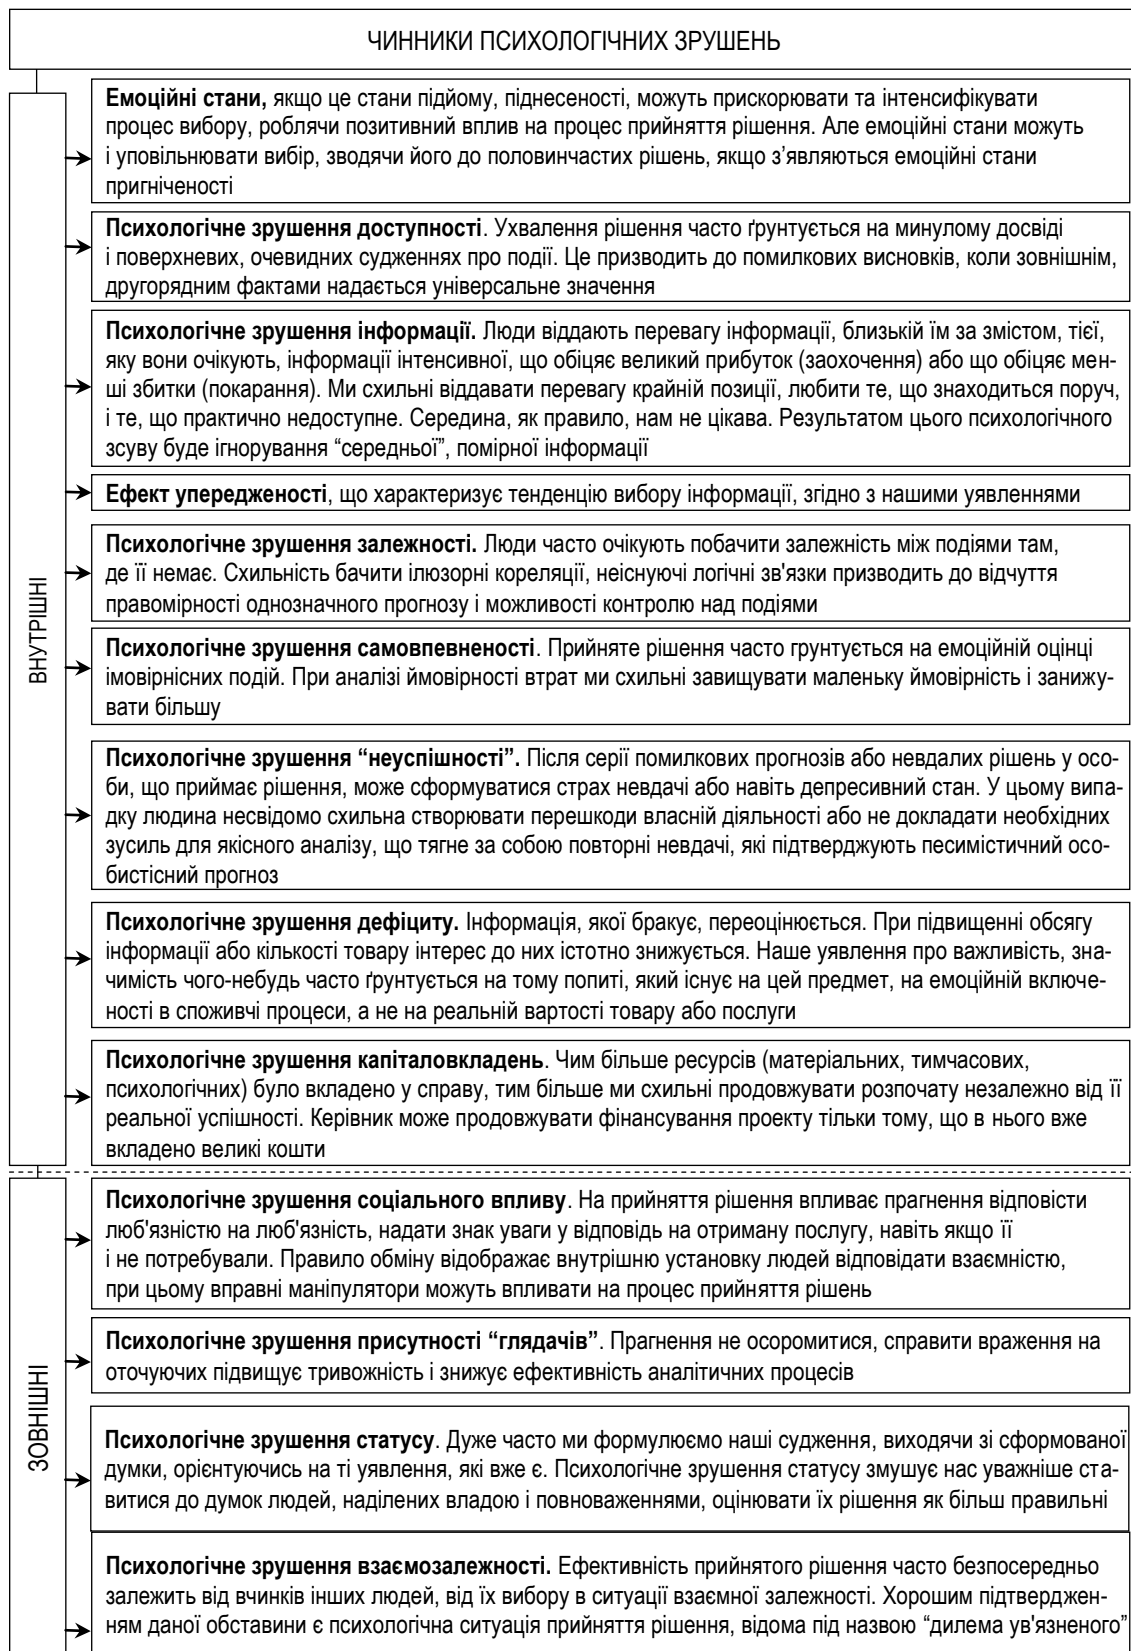 ЧИННИКИ ПСИХОЛОГІЧНИХ ЗРУШЕНЬ
ВНУТРІШНІ
Емоційні стани, якщо це стани підйому, піднесеності, можуть прискорювати та інтенсифікувати
процес вибору, роблячи позитивний вплив на процес прийняття рішення. Але емоційні стани можуть
і уповільнювати вибір, зводячи його до половинчастих рішень, якщо з’являються емоційні стани
пригніченості
Психологічне зрушення доступності. Ухвалення рішення часто ґрунтується на минулому досвіді
і поверхневих, очевидних судженнях про події. Це призводить до помилкових висновків, коли зовнішнім,
другорядним фактами надається універсальне значення
Психологічне зрушення інформації. Люди віддають перевагу інформації, близькій їм за змістом, тієї,
яку вони очікують, інформації інтенсивної, що обіцяє великий прибуток (заохочення) або що обіцяє мен-
ші збитки (покарання). Ми схильні віддавати перевагу крайній позиції, любити те, що знаходиться поруч,
і те, що практично недоступне. Середина, як правило, нам не цікава. Результатом цього психологічного
зсуву буде ігнорування “середньої”, помірної інформації
Ефект упередженості, що характеризує тенденцію вибору інформації, згідно з нашими уявленнями
Психологічне зрушення залежності. Люди часто очікують побачити залежність між подіями там,
де її немає. Схильність бачити ілюзорні кореляції, неіснуючі логічні зв'язки призводить до відчуття
правомірності однозначного прогнозу і можливості контролю над подіями
Психологічне зрушення самовпевненості. Прийняте рішення часто грунтується на емоційній оцінці
імовірнісних подій. При аналізі ймовірності втрат ми схильні завищувати маленьку ймовірність і занижу-
вати більшу
Психологічне зрушення “неуспішності”. Після серії помилкових прогнозів або невдалих рішень у осо-
би, що приймає рішення, може сформуватися страх невдачі або навіть депресивний стан. У цьому випа-
дку людина несвідомо схильна створювати перешкоди власній діяльності або не докладати необхідних
зусиль для якісного аналізу, що тягне за собою повторні невдачі, які підтверджують песимістичний осо-
бистісний прогноз
Психологічне зрушення дефіциту. Інформація, якої бракує, переоцінюється. При підвищенні обсягу
інформації або кількості товару інтерес до них істотно знижується. Наше уявлення про важливість, зна-
чимість чого-небудь часто ґрунтується на тому попиті, який існує на цей предмет, на емоційній включе-
ності в споживчі процеси, а не на реальній вартості товару або послуги
Психологічне зрушення капіталовкладень. Чим більше ресурсів (матеріальних, тимчасових,
психологічних) було вкладено у справу, тим більше ми схильні продовжувати розпочату незалежно від її
реальної успішності. Керівник може продовжувати фінансування проекту тільки тому, що в нього вже
вкладено великі кошти
ЗОВНІШНІ
Психологічне зрушення соціального впливу. На прийняття рішення впливає прагнення відповісти
люб'язністю на люб'язність, надати знак уваги у відповідь на отриману послугу, навіть якщо її
і не потребували. Правило обміну відображає внутрішню установку людей відповідати взаємністю,
при цьому вправні маніпулятори можуть впливати на процес прийняття рішень
Психологічне зрушення присутності “глядачів”. Прагнення не осоромитися, справити враження на
оточуючих підвищує тривожність і знижує ефективність аналітичних процесів
Психологічне зрушення статусу. Дуже часто ми формулюємо наші судження, виходячи зі сформованої
думки, орієнтуючись на ті уявлення, які вже є. Психологічне зрушення статусу змушує нас уважніше ста-
витися до думок людей, наділених владою і повноваженнями, оцінювати їх рішення як більш правильні
Психологічне зрушення взаємозалежності. Ефективність прийнятого рішення часто безпосередньо
залежить від вчинків інших людей, від їх вибору в ситуації взаємної залежності. Хорошим підтверджен-
ням даної обставини є психологічна ситуація прийняття рішення, відома під назвою “дилема ув'язненого”